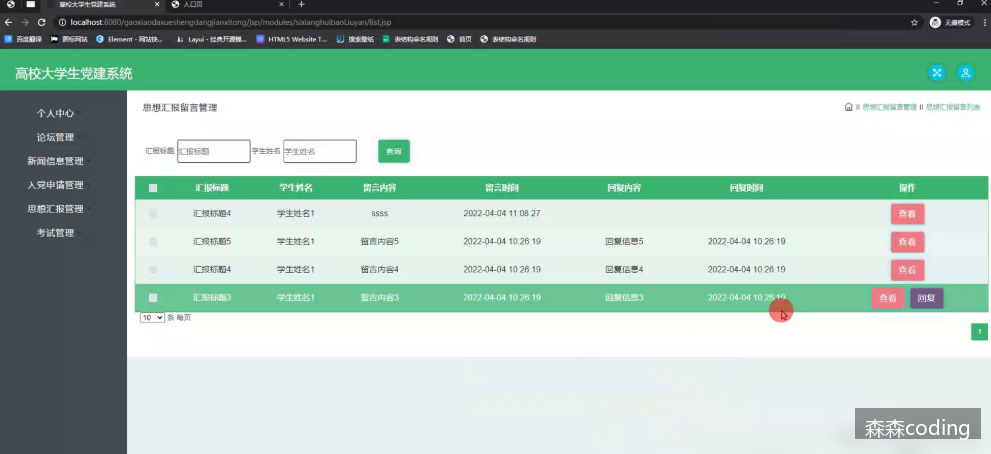 高校大学生党建系统
入口页
localhost:8080/gaoxiaodaxueshengdangjianxitong/jsp/modules/sixianghuibaoLiuyan/list.jsp
无痕模式
百度翻译 图标网站 Element - 网站快... Layui - 经典开源模... HTML5 Website T... 搜索壁纸 表结构命名规则 首页 表结构命名规则
高校大学生党建系统
个人中心
论坛管理
新闻信息管理
入党申请管理
思想汇报管理
考试管理
思想汇报留言管理
思想汇报留言管理 思想汇报留言列表
汇报标题 汇报标题 学生姓名 学生姓名 查询
汇报标题 学生姓名 留言内容 留言时间 回复内容 回复时间 操作
汇报标题4 学生姓名1 ssss 2022-04-04 11:08:27 查看
汇报标题5 学生姓名1 留言内容5 2022-04-04 10:26:19 回复信息5 2022-04-04 10:26:19 查看
汇报标题4 学生姓名1 留言内容4 2022-04-04 10:26:19 回复信息4 2022-04-04 10:26:19 查看
汇报标题3 学生姓名1 留言内容3 2022-04-04 10:26:19 回复信息3 2022-04-04 10:26:19 查看 回复
10 条 每页
1
森森coding